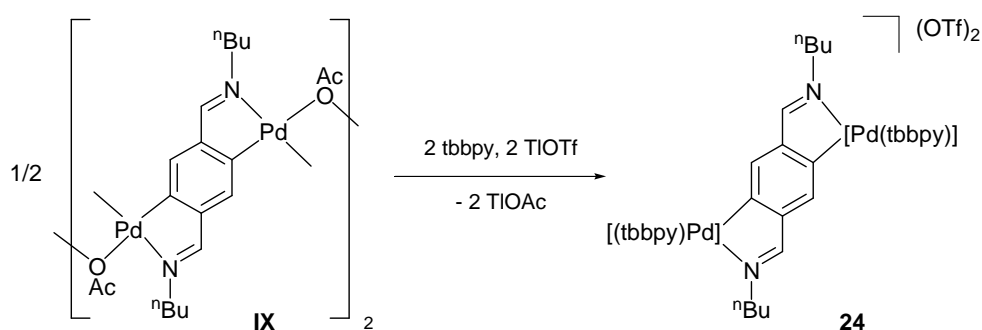 nBu
N
Ac
O
Pd
1/2
Pd
O
Ac
N
nBu
IX
2
2 tbbpy, 2 TlOTf
- 2 TlOAc
(OTf)2
nBu
N
[Pd(tbbpy)]
[(tbbpy)Pd]
N
nBu
24